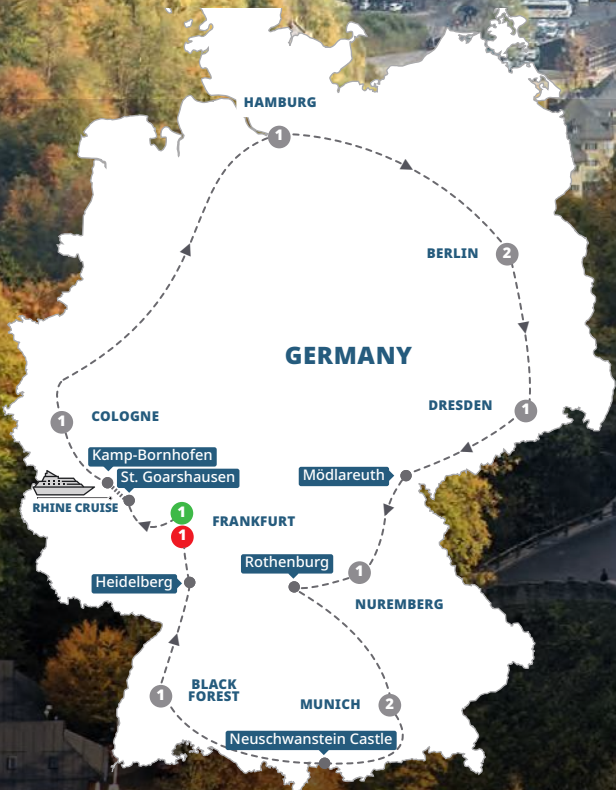 HAMBURG
1
2
BERLIN
GERMANY
DRESDEN
1
1
COLOGNE
Kamp-Bornhofen
St. Goarshausen
Mödlareuth
RHINE CRUISE
1
FRANKFURT
1
Rothenburg
Heidelberg
1
NUREMBERG
BLACK
FOREST
1
MUNICH
2
Neuschwanstein Castle